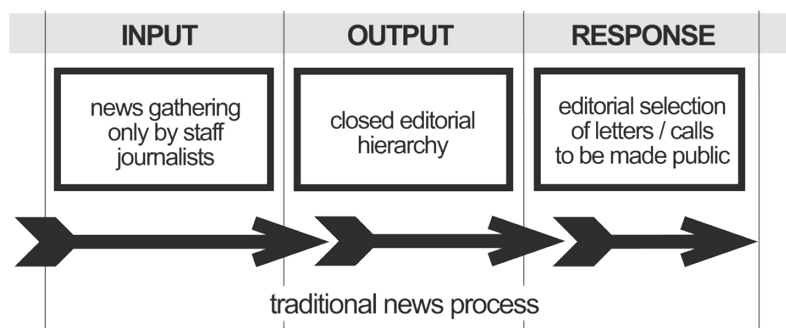 INPUT
OUTPUT
RESPONSE
news gathering
only by staff
journalists
closed editorial
hierarchy
editorial selection
of letters / calls
to be made public
traditional news process